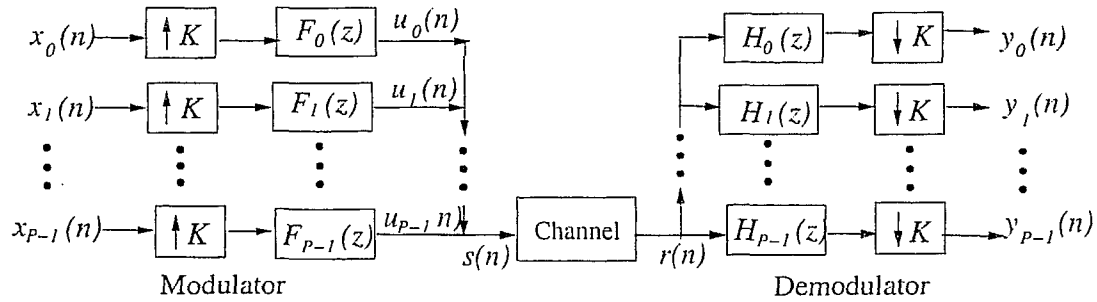 x_0(n) ↑K F_0(z) u_0(n) H_0(z) ↓K y_0(n)
x_1(n) ↑K F_1(z) u_1(n) H_1(z) ↓K y_1(n)
x_{P-1}(n) ↑K F_{P-1}(z) u_{P-1} n) s(n) Channel r(n) H_{P-1}(z) ↓K y_{P-1}(n)
Modulator Demodulator